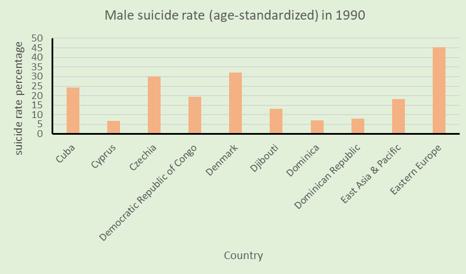 Male suicide rate (age-standardized) in 1990
suicide rate percentage
50
45
40
35
30
25
20
15
10
5
0
Cuba
Cyprus
Czechia
Democratic Republic of Congo
Denmark
Djibouti
Dominica
Dominican Republic
East Asia & Pacific
Eastern Europe
Country